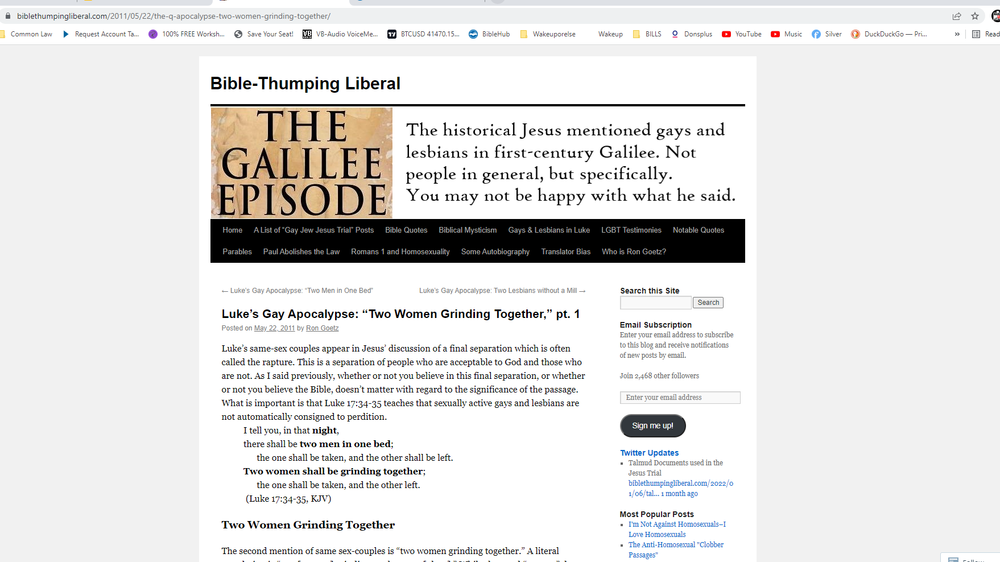 biblethumpingliberal.com/2011/05/22/the-q-apocalypse-two-women-grinding-together/
Common Law Request Account Ta... 100% FREE Worksh... Save Your Seat! VB-Audio VoiceMe... BTCUSD 41470.15... BibleHub Wakeuporelse Wakeup BILLS Donsplus YouTube Music Silver DuckDuckGo — Pri... » Read
Bible-Thumping Liberal
THE
GALILEE
EPISODE
The historical Jesus mentioned gays and
lesbians in first-century Galilee. Not
people in general, but specifically.
You may not be happy with what he said.
Home A List of “Gay Jew Jesus Trial” Posts Bible Quotes Biblical Mysticism Gays & Lesbians in Luke LGBT Testimonies Notable Quotes
Parables Paul Abolishes the Law Romans 1 and Homosexuality Some Autobiography Translator Bias Who is Ron Goetz?
← Luke’s Gay Apocalypse: “Two Men in One Bed” Luke’s Gay Apocalypse: Two Lesbians without a Mill →
Luke’s Gay Apocalypse: “Two Women Grinding Together,” pt. 1
Posted on May 22, 2011 by Ron Goetz
Luke’s same-sex couples appear in Jesus’ discussion of a final separation which is often
called the rapture. This is a separation of people who are acceptable to God and those who
are not. As I said previously, whether or not you believe in this final separation, or whether
or not you believe the Bible, doesn’t matter with regard to the significance of the passage.
What is important is that Luke 17:34-35 teaches that sexually active gays and lesbians are
not automatically consigned to perdition.
I tell you, in that night,
there shall be two men in one bed;
the one shall be taken, and the other shall be left.
Two women shall be grinding together;
the one shall be taken, and the other left.
(Luke 17:34-35, KJV)
Two Women Grinding Together
The second mention of same sex-couples is “two women grinding together.” A literal
Search this Site
Search
Email Subscription
Enter your email address to subscribe
to this blog and receive notifications
of new posts by email.
Join 2,468 other followers
Enter your email address
Sign me up!
Twitter Updates
Talmud Documents used in the
Jesus Trial
biblethumpingliberal.com/2022/0
1/06/tal... 1 month ago
Most Popular Posts
I'm Not Against Homosexuals--I
Love Homosexuals
The Anti-Homosexual "Clobber
Passages"
Follow